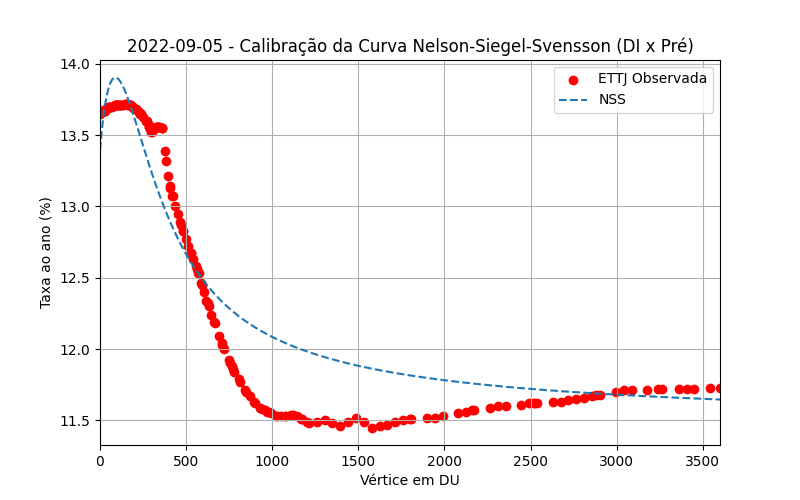 2022-09-05 - Calibração da Curva Nelson-Siegel-Svensson (DI x Pré)
ETTJ Observada
NSS
Taxa ao ano (%)
14.0
13.5
13.0
12.5
12.0
11.5
0 500 1000 1500 2000 2500 3000 3500
Vértice em DU